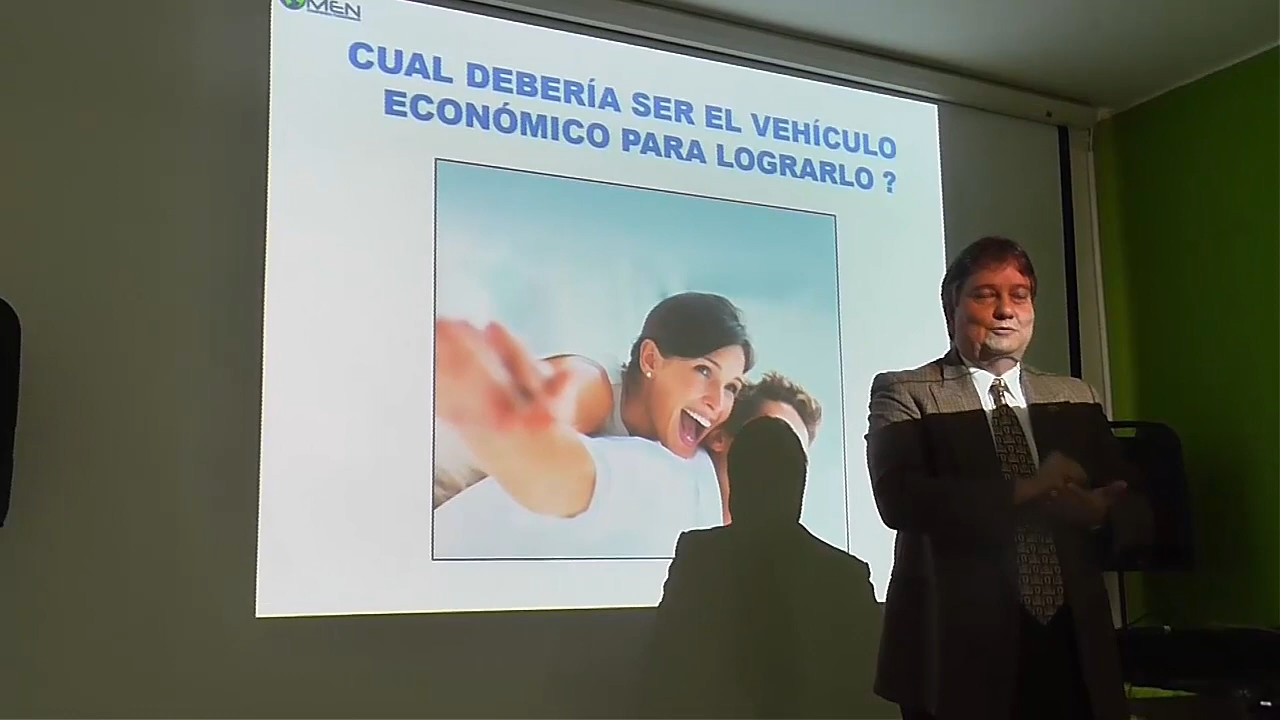 MEN
CUAL DEBERÍA SER EL VEHÍCULO
ECONÓMICO PARA LOGRARLO ?